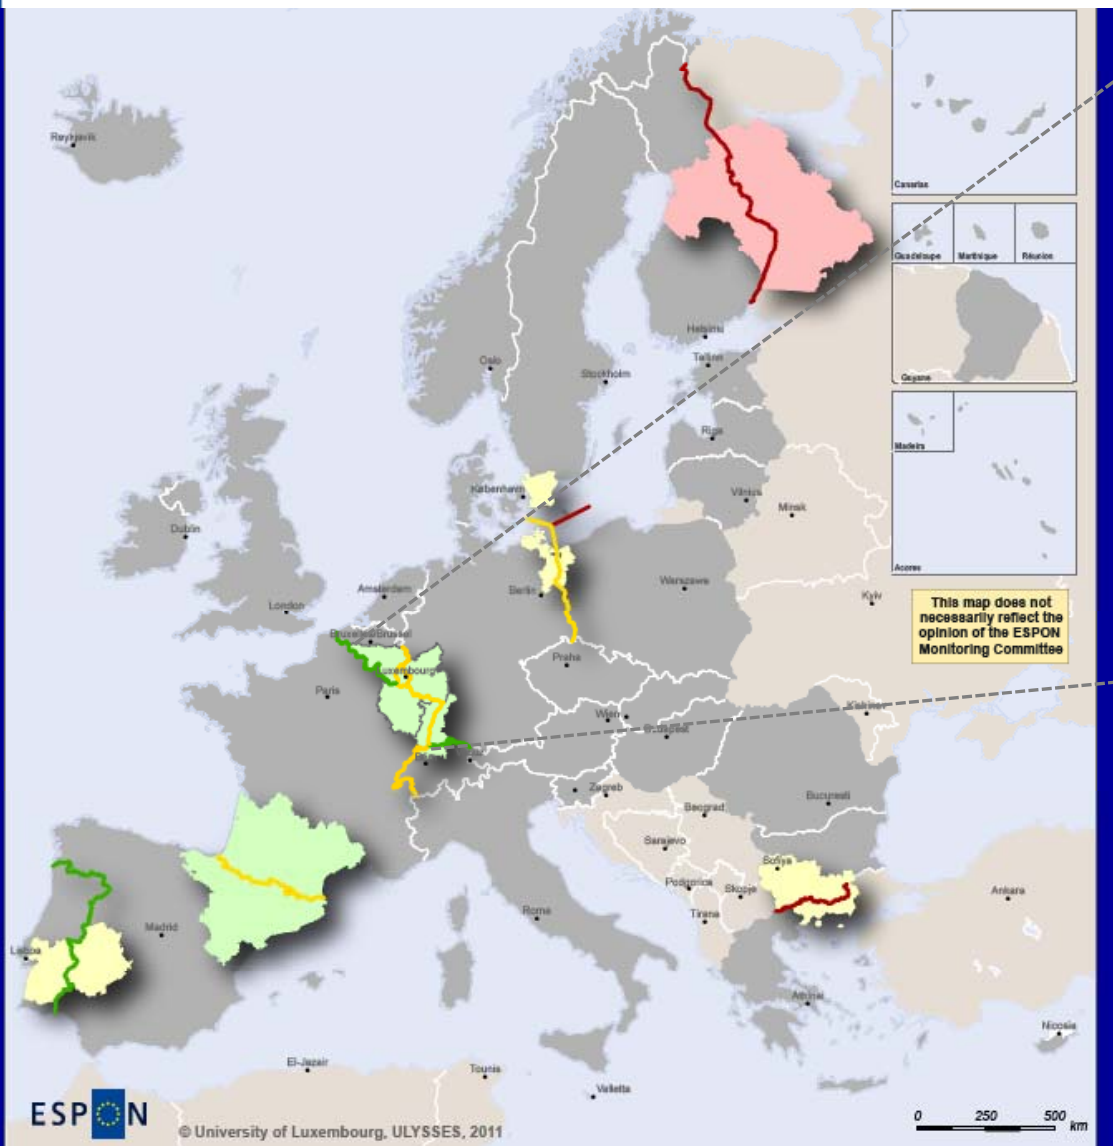 Reykjavik
Canarias
Guadeloupe Martinique Réunion
Guyane
Madeira
Acores
Helsinki
Oslo
Tallinn
Stockholm
Riga
København
Vilnius
Minsk
Dublin
Amsterdam
Berlin
Warszawa
Kyiv
London
This map does not
necessarily reflect the
opinion of the ESPON
Monitoring Committee
Bruxelles/Brussel
Luxembourg
Praha
Paris
Wien
Kishinev
Budapest
Zagreb
Beograd
Bucuresti
Sarajevo
Sofiya
Podgorica
Skopje
Ankara
Tirana
Roma
Madrid
Lisboa
Athinai
Nicosia
El-Jazair
Tounis
Valletta
ESPON
© University of Luxembourg, ULYSSES, 2011
0 250 500
km